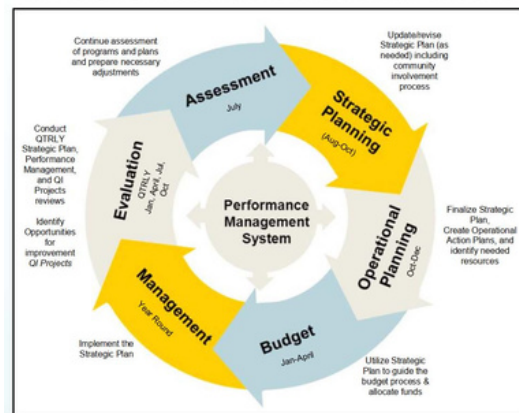 Continue assessment
of programs and plans
and prepare necessary
adjustments
Update/revise
Strategic Plan (as
needed) including
community
involvement
process
Assessment
July
Strategic
Planning
(Aug-Oct)
Conduct
QTRLY
Strategic Plan,
Performance
Management,
and QI
Projects
reviews
Identify
Opportunities
for
improvement
QI Projects
Evaluation
QTRLY
Jan, April, Jul,
Oct
Performance
Management
System
Operational
Planning
Oct-Dec
Finalize Strategic
Plan,
Create Operational
Action Plans, and
identify needed
resources
Management
Year Round
Budget
Jan-April
Implement the
Strategic Plan
Utilize Strategic
Plan to guide the
budget process &
allocate funds